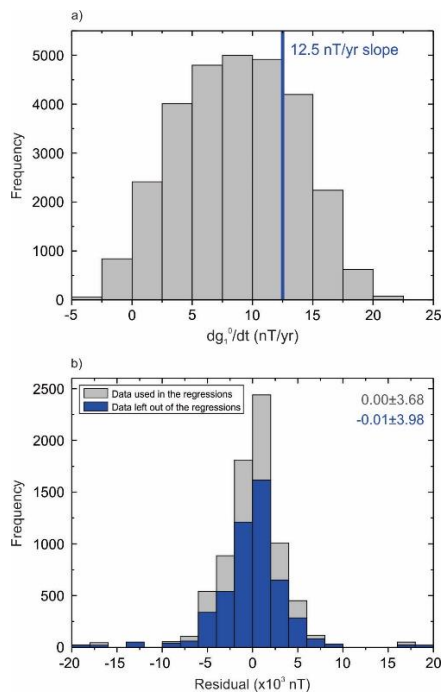 a)
12.5 nT/yr slope
5000
4000
3000
2000
1000
0
Frequency
-5 0 5 10 15 20 25
dg₁⁰/dt (nT/yr)
b)
Data used in the regressions
Data left out of the regressions
0.00±3.68
-0.01±3.98
2500
2000
1500
1000
500
0
Frequency
-20 -15 -10 -5 0 5 10 15 20
Residual (x10³ nT)